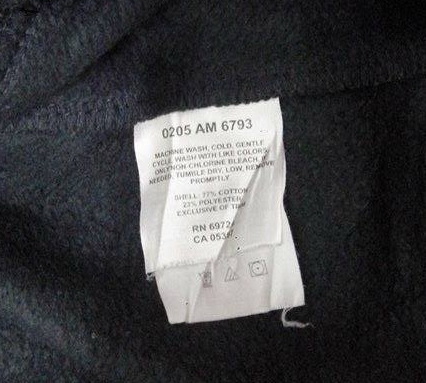 0205 AM 6793
MACHINE WASH, COLD, GENTLE
CYCLE, WASH WITH LIKE COLORS,
ONLY NON CHLORINE BLEACH, IF
NEEDED, TUMBLE DRY, LOW, REMOVE
PROMPTLY.
SHELL: 77% COTTON
23% POLYESTER
EXCLUSIVE OF
RN 6972
CA 053